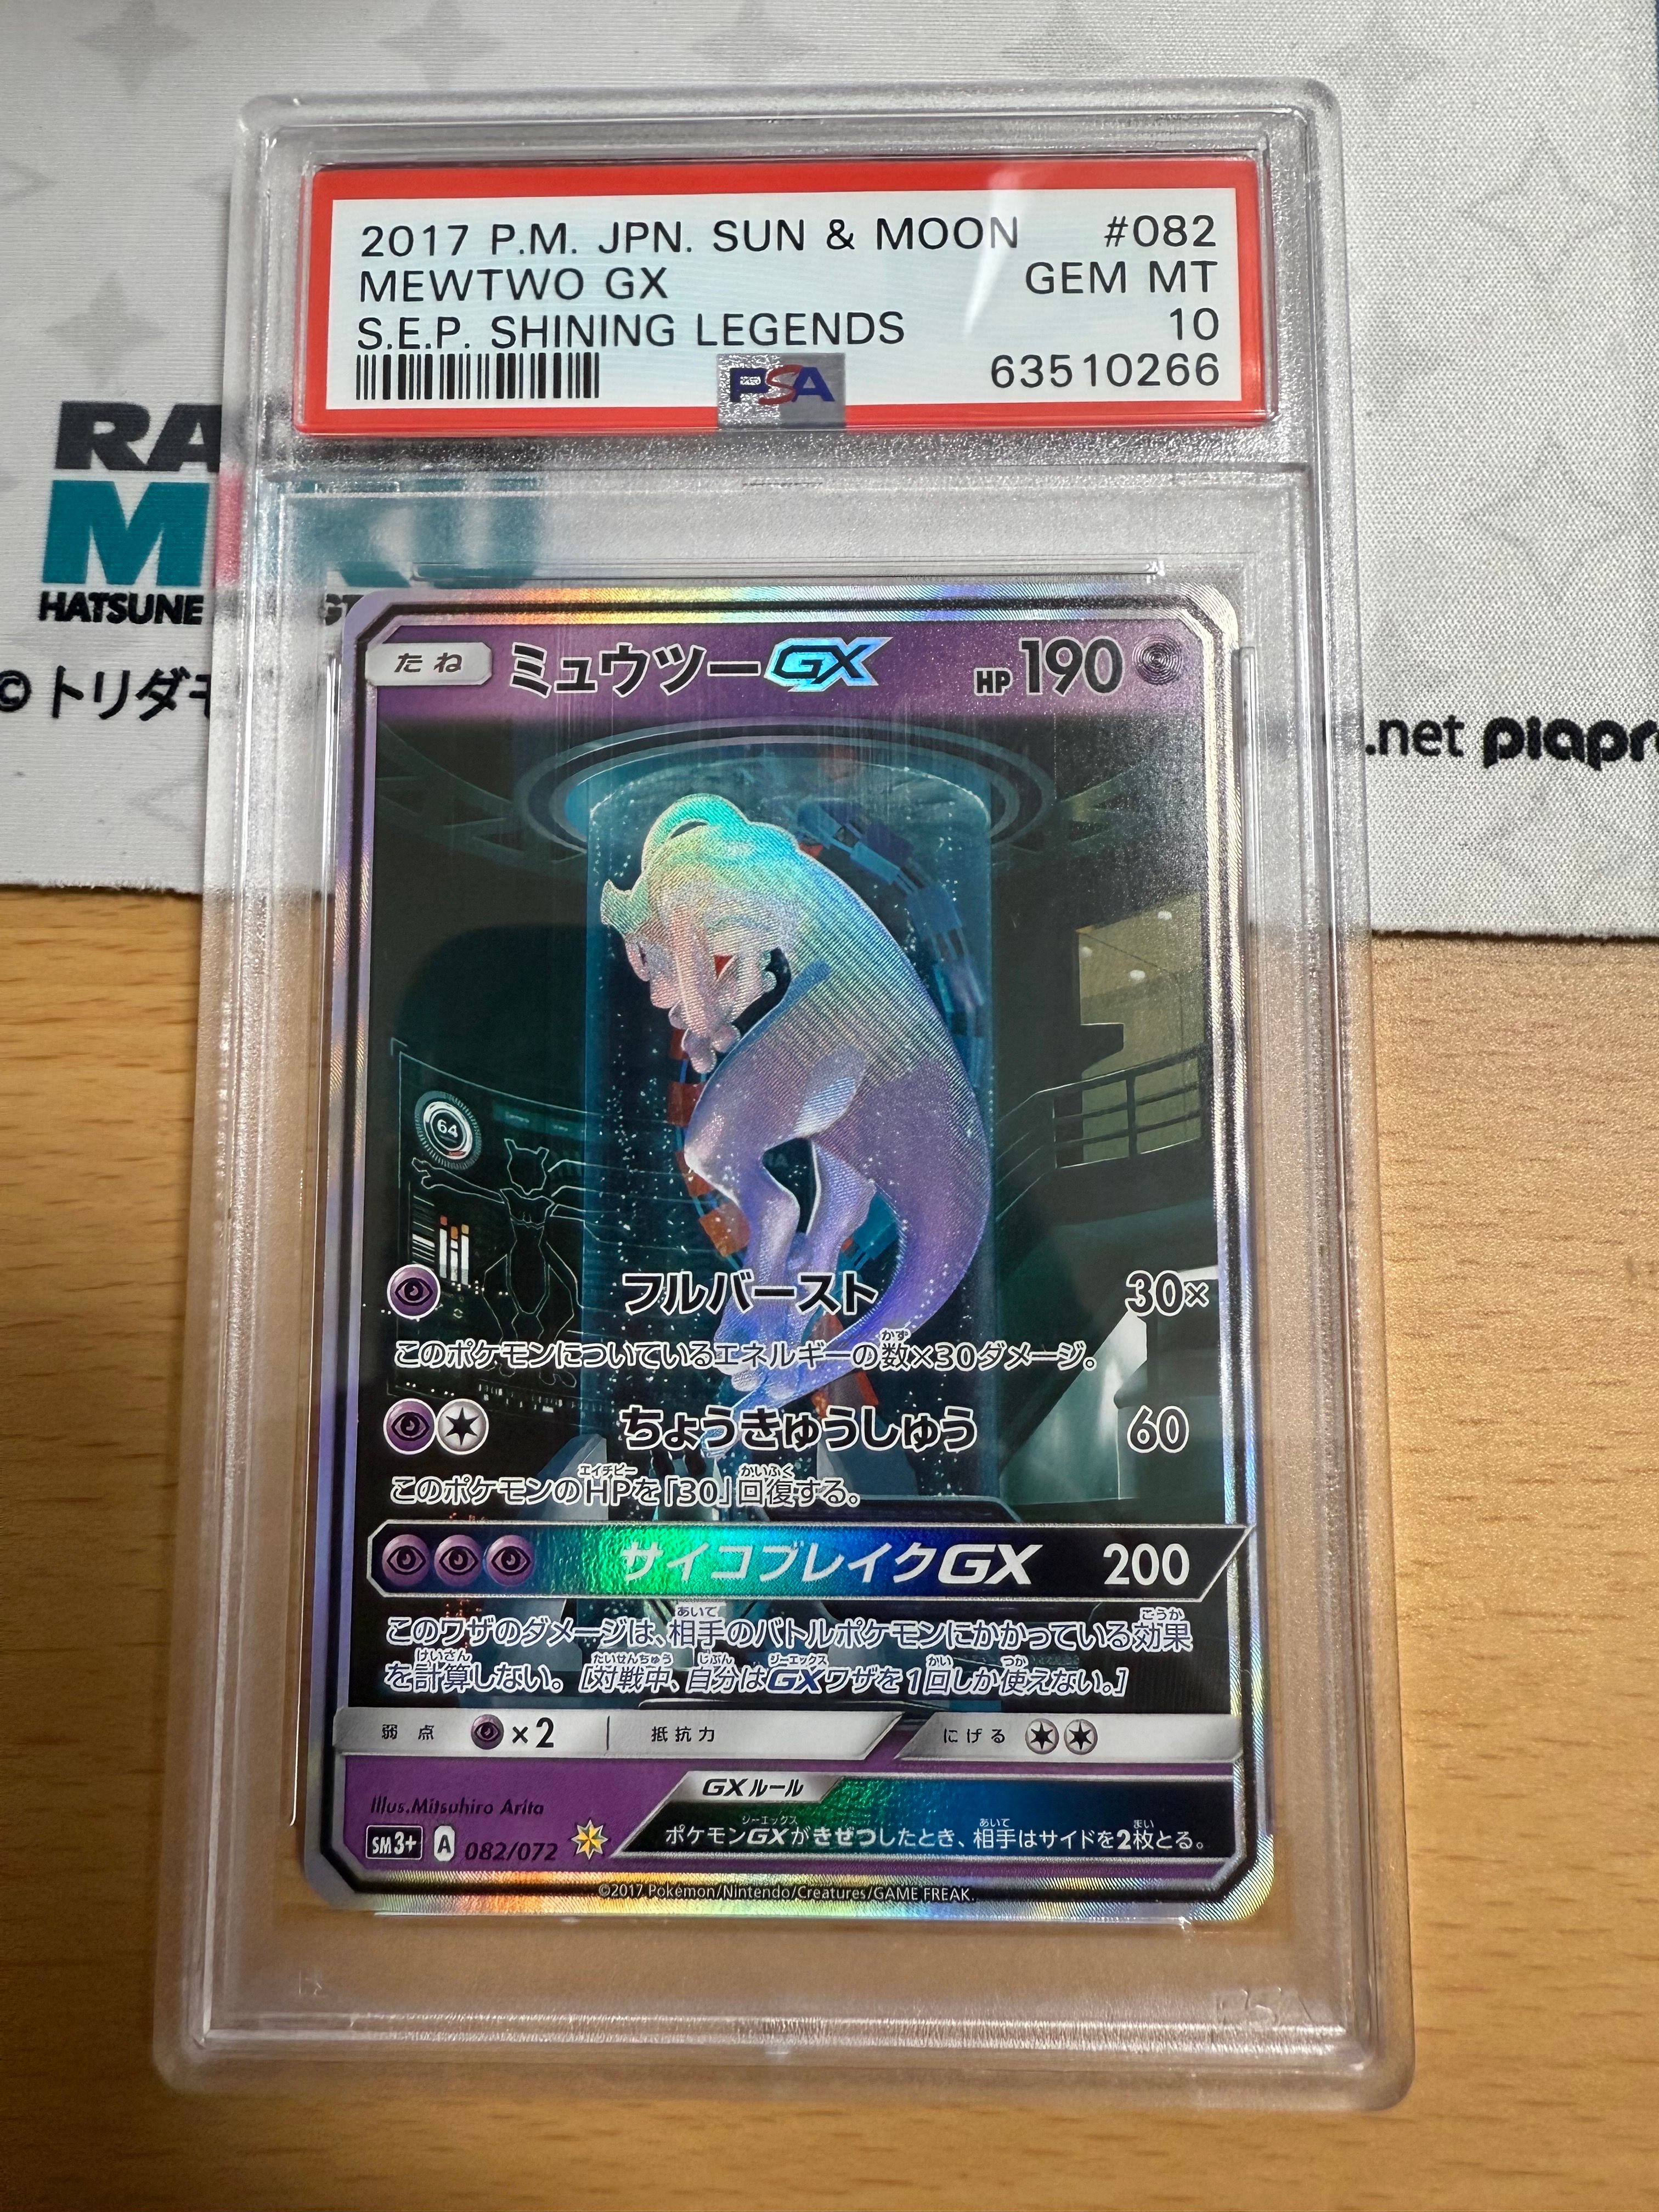 2017 P.M. JPN. SUN & MOON #082
MEWTWO GX GEM MT
S.E.P. SHINING LEGENDS 10
PSA 63510266
RA
M
HATSUNE
©トリダモ
.net piapr
たね ミュウツーGX HP190
64
フルバースト 30×
このポケモンについているエネルギーの数×30ダメージ。
ちょうきゅうしゅう 60
このポケモンのHPを「30」回復する。
サイコブレイクGX 200
このワザのダメージは、相手のバトルポケモンにかかっている効果
を計算しない。[対戦中、自分はGXワザを1回しか使えない。]
弱点 ×2 抵抗力 にげる
GXルール
ポケモンGXがきぜつしたとき、相手はサイドを2枚とる。
Illus.Mitsuhiro Arita
SM3+ A 082/072
©2017 Pokémon/Nintendo/Creatures/GAME FREAK.
PSA